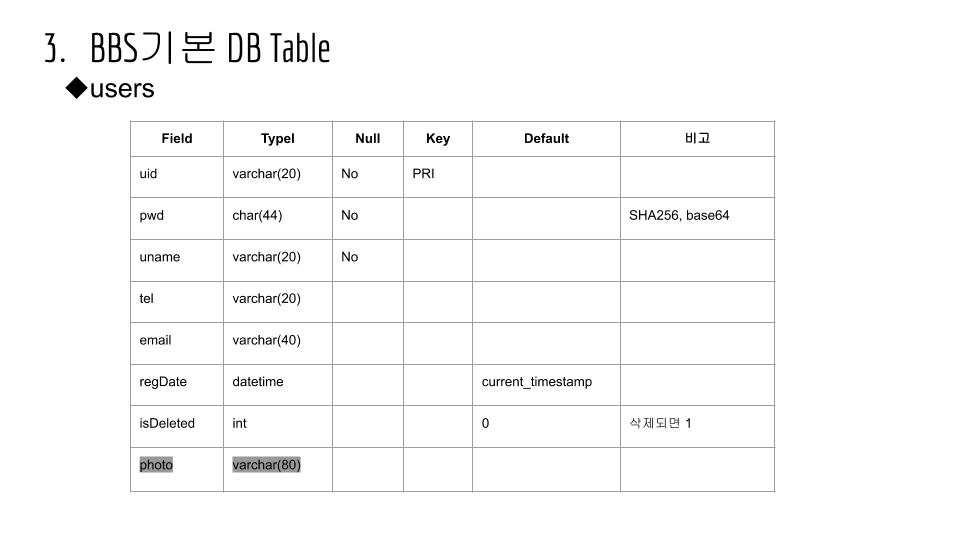 3. BBS기본 DB Table
◆users
Field Typel Null Key Default 비고
uid varchar(20) No PRI
pwd char(44) No SHA256, base64
uname varchar(20) No
tel varchar(20)
email varchar(40)
regDate datetime current_timestamp
isDeleted int 0 삭제되면 1
photo varchar(80)